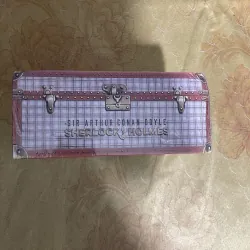 SIR ARTHUR CONAN DOYLE
SHERLOCK HOLMES